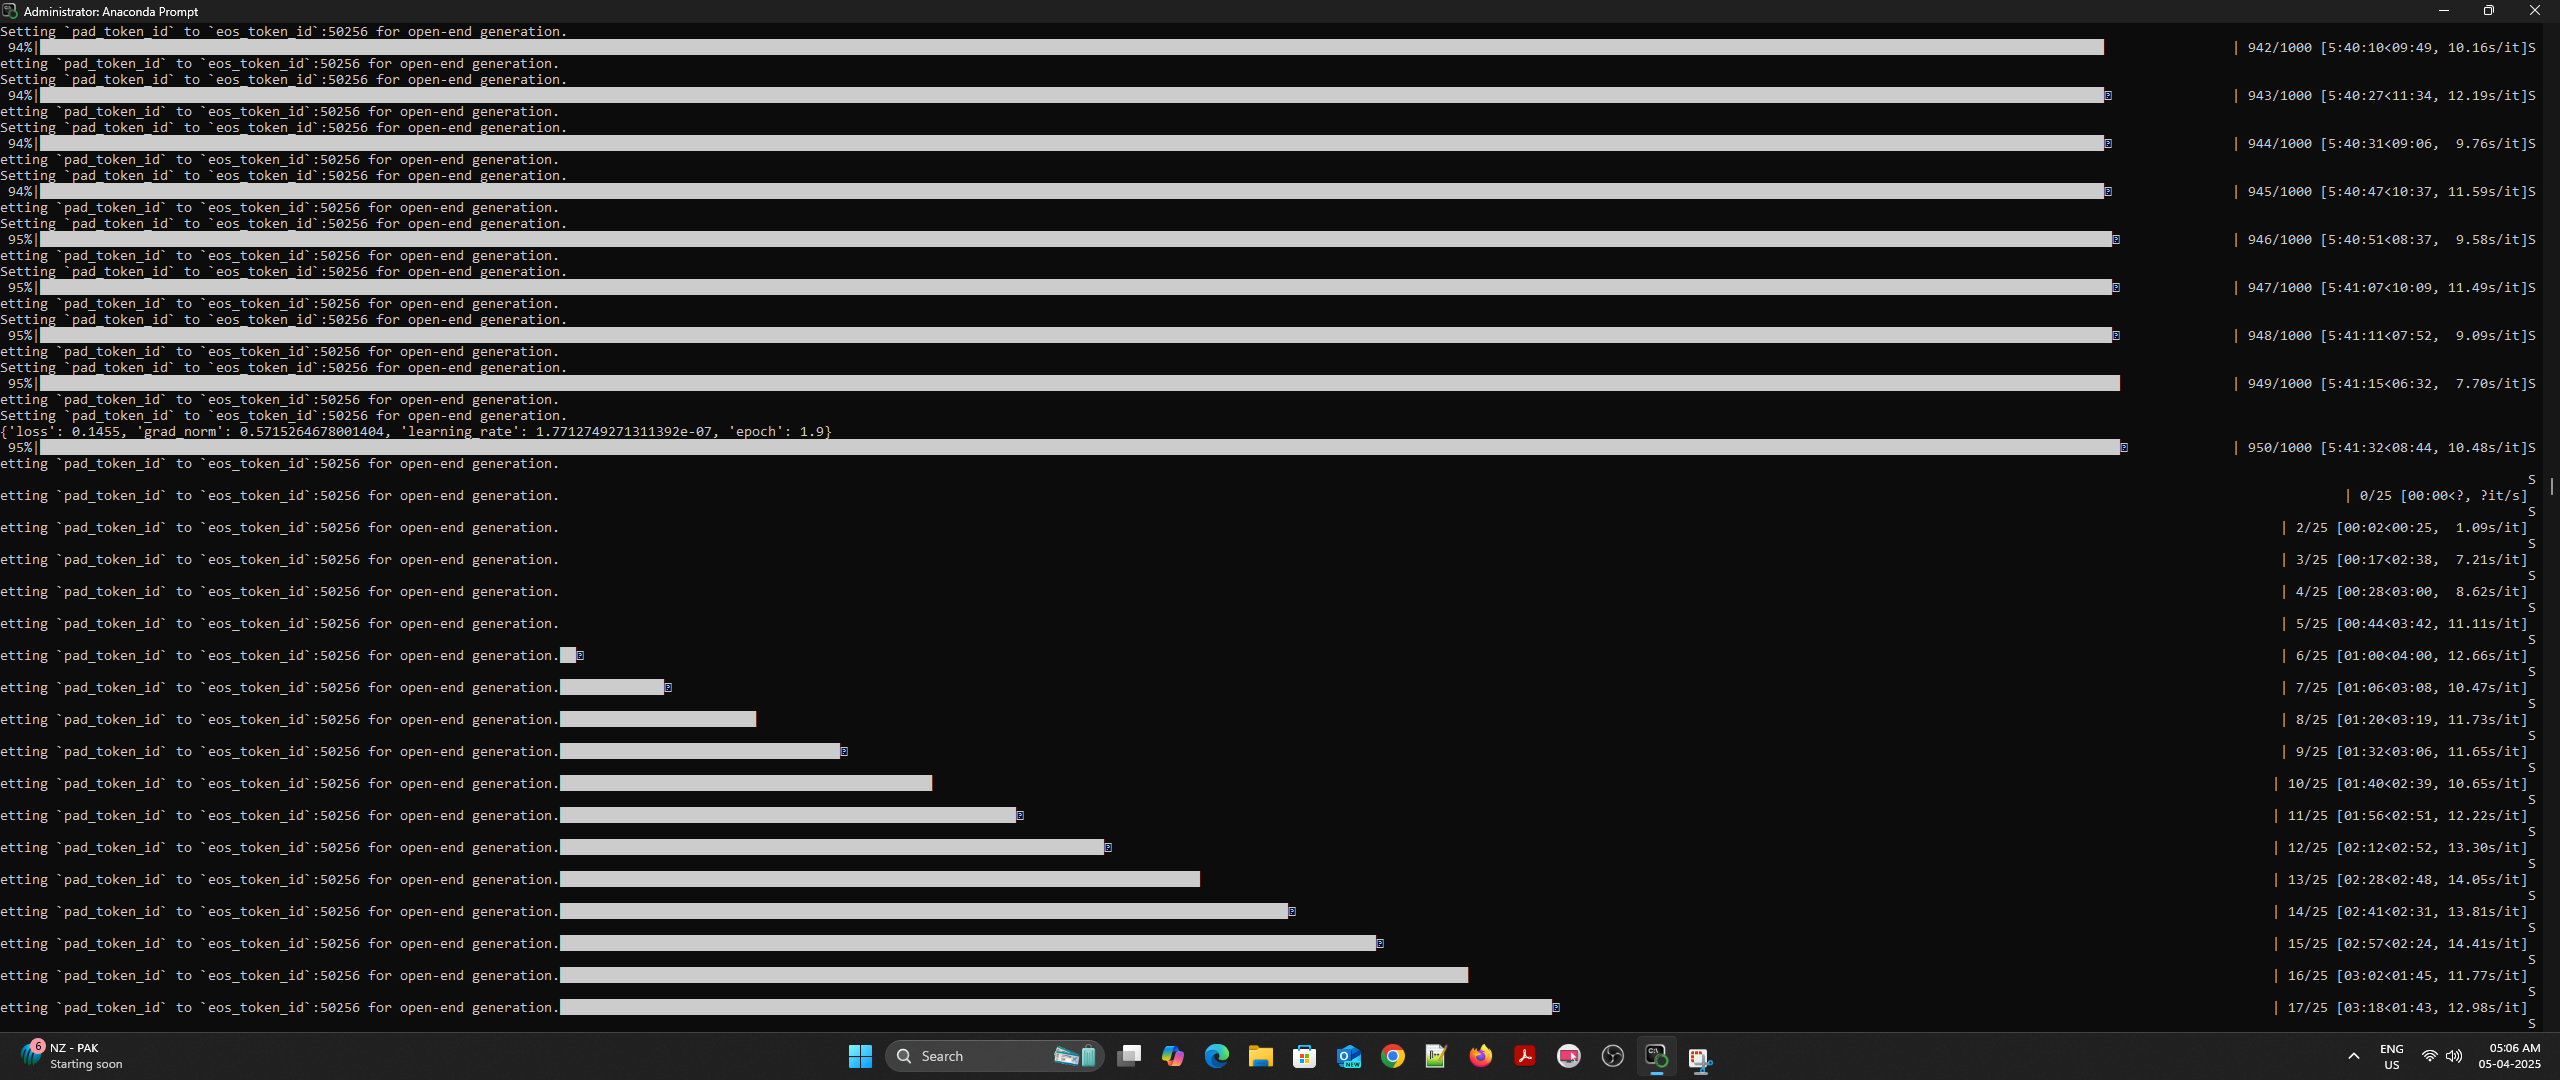 Administrator: Anaconda Prompt
Setting `pad_token_id` to `eos_token_id`:50256 for open-end generation.
94%| | 942/1000 [5:40:10<09:49, 10.16s/it]S
etting `pad_token_id` to `eos_token_id`:50256 for open-end generation.
Setting `pad_token_id` to `eos_token_id`:50256 for open-end generation.
94%| | 943/1000 [5:40:27<11:34, 12.19s/it]S
etting `pad_token_id` to `eos_token_id`:50256 for open-end generation.
Setting `pad_token_id` to `eos_token_id`:50256 for open-end generation.
94%| | 944/1000 [5:40:31<09:06, 9.76s/it]S
etting `pad_token_id` to `eos_token_id`:50256 for open-end generation.
Setting `pad_token_id` to `eos_token_id`:50256 for open-end generation.
94%| | 945/1000 [5:40:47<10:37, 11.59s/it]S
etting `pad_token_id` to `eos_token_id`:50256 for open-end generation.
Setting `pad_token_id` to `eos_token_id`:50256 for open-end generation.
95%| | 946/1000 [5:40:51<08:37, 9.58s/it]S
etting `pad_token_id` to `eos_token_id`:50256 for open-end generation.
Setting `pad_token_id` to `eos_token_id`:50256 for open-end generation.
95%| | 947/1000 [5:41:07<10:09, 11.49s/it]S
etting `pad_token_id` to `eos_token_id`:50256 for open-end generation.
Setting `pad_token_id` to `eos_token_id`:50256 for open-end generation.
95%| | 948/1000 [5:41:11<07:52, 9.09s/it]S
etting `pad_token_id` to `eos_token_id`:50256 for open-end generation.
Setting `pad_token_id` to `eos_token_id`:50256 for open-end generation.
95%| | 949/1000 [5:41:15<06:32, 7.70s/it]S
etting `pad_token_id` to `eos_token_id`:50256 for open-end generation.
Setting `pad_token_id` to `eos_token_id`:50256 for open-end generation.
{'loss': 0.1455, 'grad_norm': 0.5715264678001404, 'learning_rate': 1.7712749271311392e-07, 'epoch': 1.9}
95%| | 950/1000 [5:41:32<08:44, 10.48s/it]S
etting `pad_token_id` to `eos_token_id`:50256 for open-end generation.
S
etting `pad_token_id` to `eos_token_id`:50256 for open-end generation. | 0/25 [00:00<?, ?it/s]
S
etting `pad_token_id` to `eos_token_id`:50256 for open-end generation. | 2/25 [00:02<00:25, 1.09s/it]
S
etting `pad_token_id` to `eos_token_id`:50256 for open-end generation. | 3/25 [00:17<02:38, 7.21s/it]
S
etting `pad_token_id` to `eos_token_id`:50256 for open-end generation. | 4/25 [00:28<03:00, 8.62s/it]
S
etting `pad_token_id` to `eos_token_id`:50256 for open-end generation. | 5/25 [00:44<03:42, 11.11s/it]
S
etting `pad_token_id` to `eos_token_id`:50256 for open-end generation. | 6/25 [01:00<04:00, 12.66s/it]
S
etting `pad_token_id` to `eos_token_id`:50256 for open-end generation. | 7/25 [01:06<03:08, 10.47s/it]
S
etting `pad_token_id` to `eos_token_id`:50256 for open-end generation. | 8/25 [01:20<03:19, 11.73s/it]
S
etting `pad_token_id` to `eos_token_id`:50256 for open-end generation. | 9/25 [01:32<03:06, 11.65s/it]
S
etting `pad_token_id` to `eos_token_id`:50256 for open-end generation. | 10/25 [01:40<02:39, 10.65s/it]
S
etting `pad_token_id` to `eos_token_id`:50256 for open-end generation. | 11/25 [01:56<02:51, 12.22s/it]
S
etting `pad_token_id` to `eos_token_id`:50256 for open-end generation. | 12/25 [02:12<02:52, 13.30s/it]
S
etting `pad_token_id` to `eos_token_id`:50256 for open-end generation. | 13/25 [02:28<02:48, 14.05s/it]
S
etting `pad_token_id` to `eos_token_id`:50256 for open-end generation. | 14/25 [02:41<02:31, 13.81s/it]
S
etting `pad_token_id` to `eos_token_id`:50256 for open-end generation. | 15/25 [02:57<02:24, 14.41s/it]
S
etting `pad_token_id` to `eos_token_id`:50256 for open-end generation. | 16/25 [03:02<01:45, 11.77s/it]
S
etting `pad_token_id` to `eos_token_id`:50256 for open-end generation. | 17/25 [03:18<01:43, 12.98s/it]
S
6
NZ - PAK
Starting soon
Search
NEW
ENG
US
05:06 AM
05-04-2025